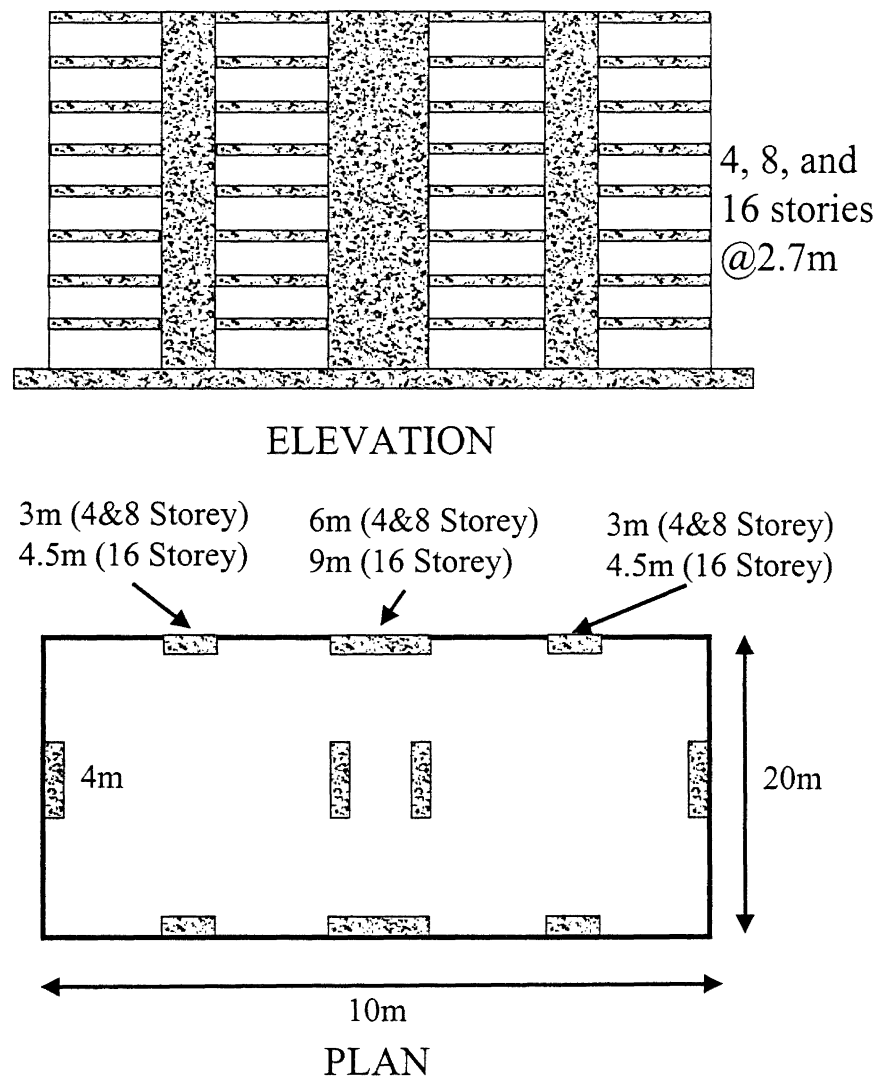 4, 8, and
16 stories
@2.7m
ELEVATION
3m (4&8 Storey)
4.5m (16 Storey)
6m (4&8 Storey)
9m (16 Storey)
3m (4&8 Storey)
4.5m (16 Storey)
4m
20m
10m
PLAN